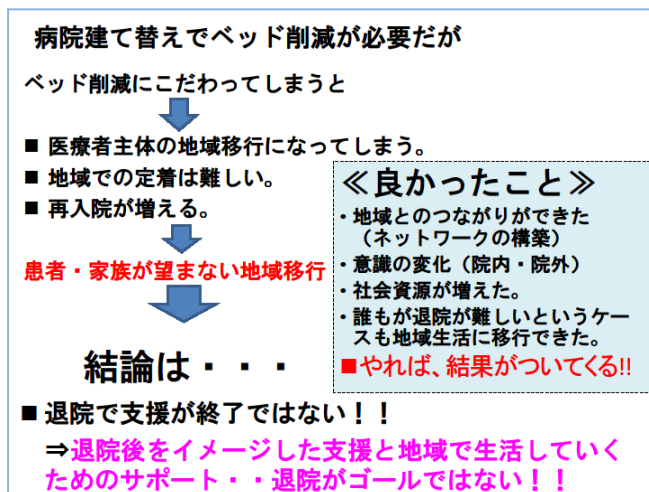 病院建て替えでベッド削減が必要だが
ベッド削減にこだわってしまうと
■ 医療者主体の地域移行になってしまう。
■ 地域での定着は難しい。
■ 再入院が増える。
患者・家族が望まない地域移行
≪良かったこと≫
・地域とのつながりができた
（ネットワークの構築）
・意識の変化（院内・院外）
・社会資源が増えた。
・誰もが退院が難しいというケー
スも地域生活に移行できた。
■やれば、結果がついてくる!!
結論は・・・
■ 退院で支援が終了ではない！！
⇒退院後をイメージした支援と地域で生活していく
ためのサポート・・退院がゴールではない！！